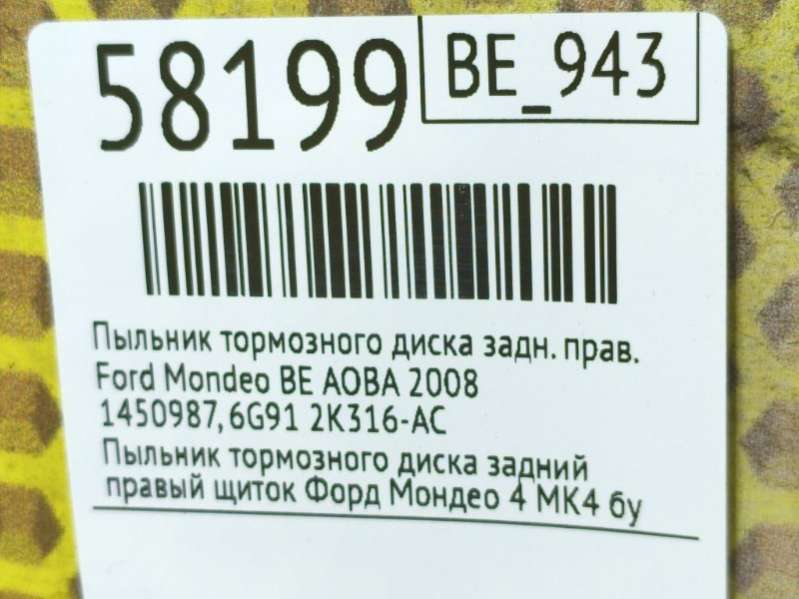 58199
BE_943
Пыльник тормозного диска задн. прав.
Ford Mondeo BE AOBA 2008
1450987, 6G91 2K316-AC
Пыльник тормозного диска задний
правый щиток Форд Мондео 4 МК4 бу